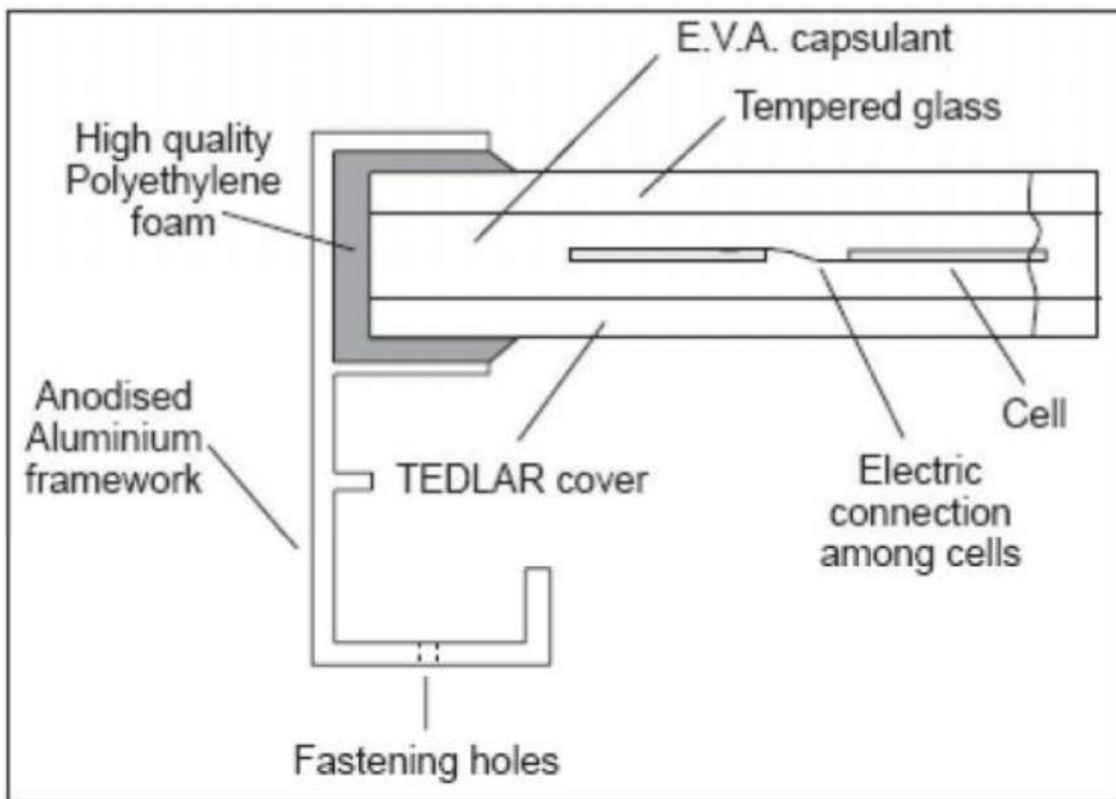 E.V.A. capsulant
Tempered glass
High quality
Polyethylene
foam
Anodised
Aluminium
framework
TEDLAR cover
Cell
Electric
connection
among cells
Fastening holes